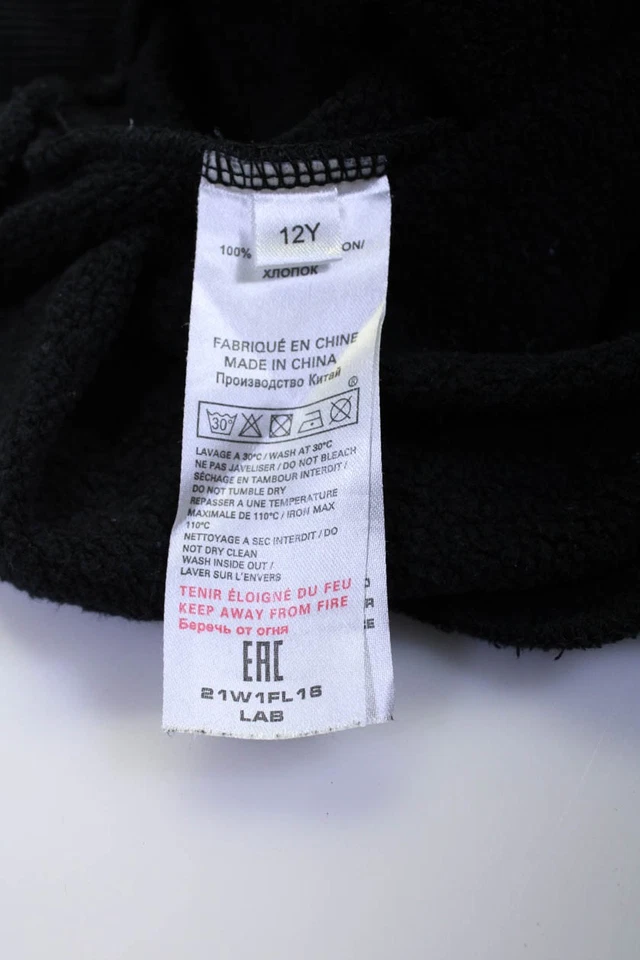 12Y
100% ON/
ХЛОПОК
FABRIQUÉ EN CHINE
MADE IN CHINA
Производство Китай
®
30°
LAVAGE A 30°C / WASH AT 30°C
NE PAS JAVELISER / DO NOT BLEACH
SÉCHAGE EN TAMBOUR INTERDIT /
DO NOT TUMBLE DRY
REPASSER A UNE TEMPERATURE
MAXIMALE DE 110°C / IRON MAX
110°C
NETTOYAGE A SEC INTERDIT / DO
NOT DRY CLEAN
WASH INSIDE OUT /
LAVER SUR L'ENVERS
TENIR ÉLOIGNÉ DU FEU
KEEP AWAY FROM FIRE
Беречь от огня
EAC
21W1FL16
LAB